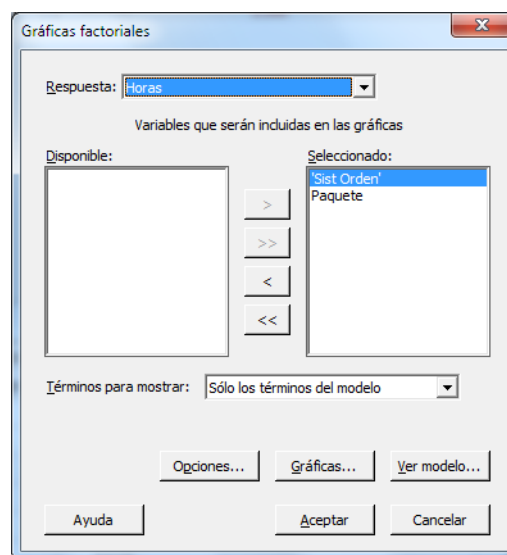 Gráficas factoriales
x
Respuesta: Horas
Variables que serán incluidas en las gráficas
Disponible: Seleccionado:
'Sist Orden'
Paquete
>
>>
<
<<
Términos para mostrar: Sólo los términos del modelo
Opciones... Gráficas... Ver modelo...
Ayuda Aceptar Cancelar